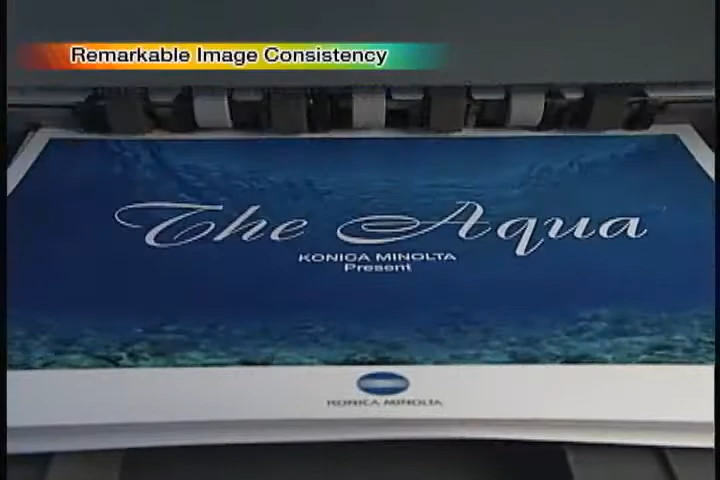 Remarkable Image Consistency
The Aqua
KONICA MINOLTA
Present
KONICA MINOLTA